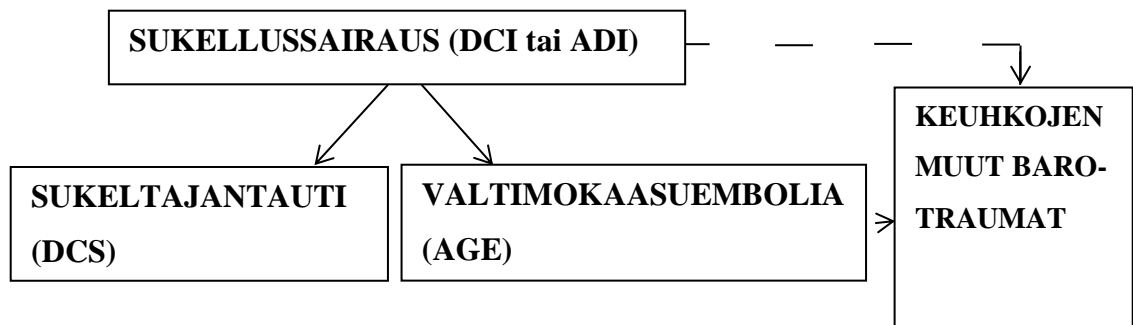 SUKELLUSSAIRAUS (DCI tai ADI)
SUKELTAJANTAUTI
(DCS)
VALTIMOKAASUEMBOLIA
(AGE)
KEUHKOJEN
MUUT BARO-
TRAUMAT